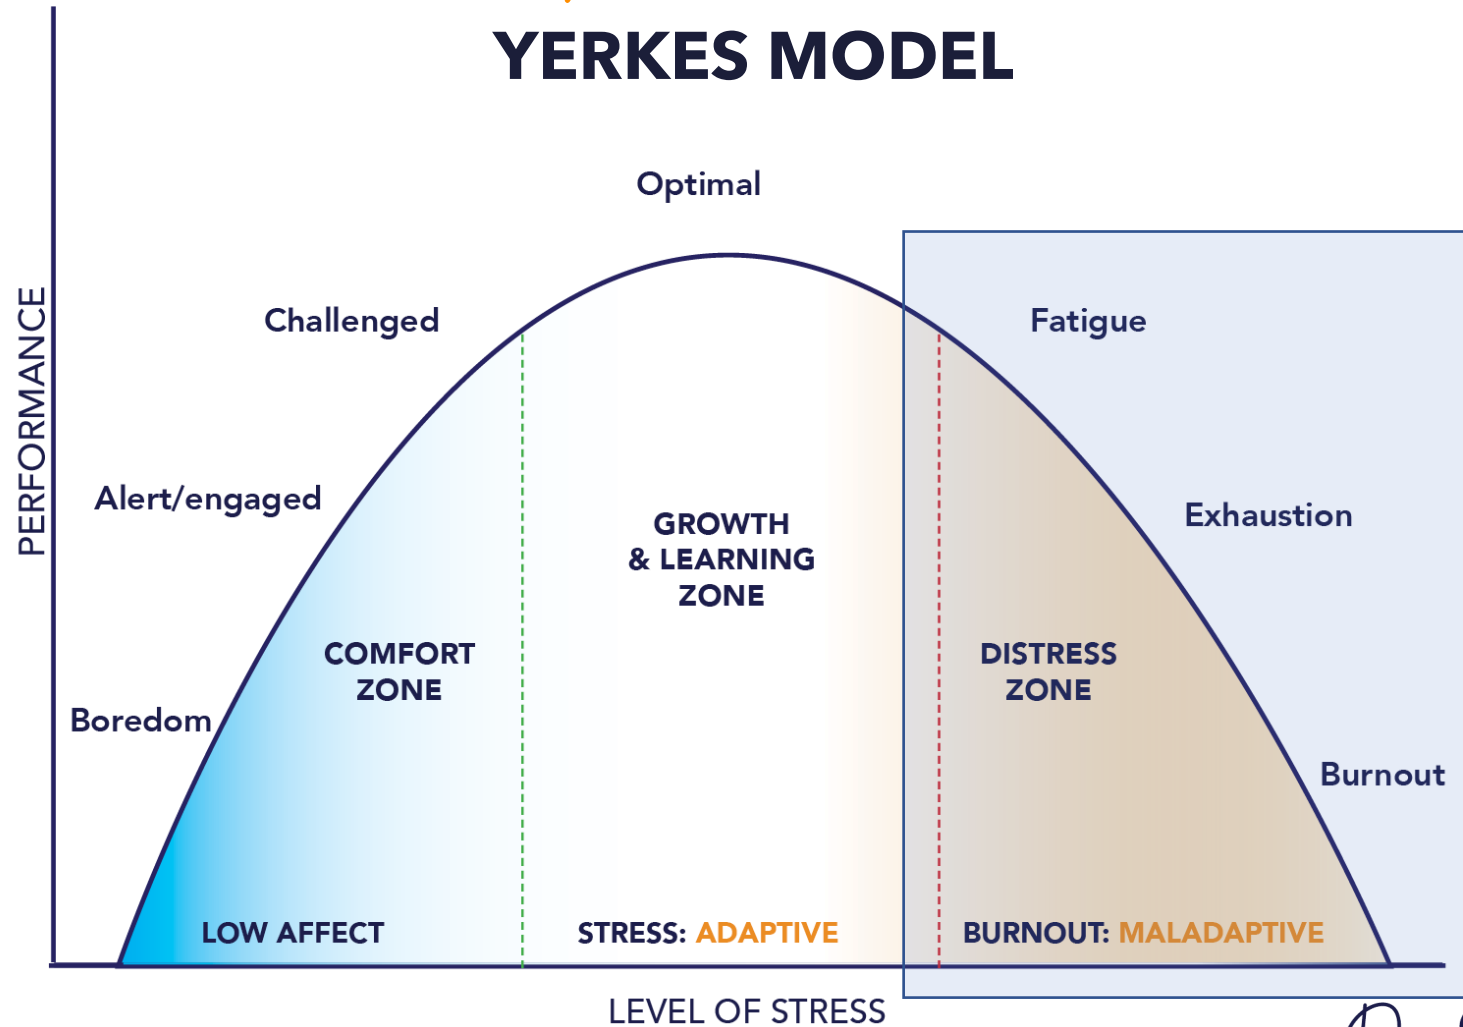 YERKES MODEL
Optimal
Challenged
Fatigue
PERFORMANCE
Alert/engaged
Exhaustion
GROWTH
& LEARNING
ZONE
COMFORT
ZONE
DISTRESS
ZONE
Boredom
Burnout
LOW AFFECT
STRESS: ADAPTIVE
BURNOUT: MALADAPTIVE
LEVEL OF STRESS